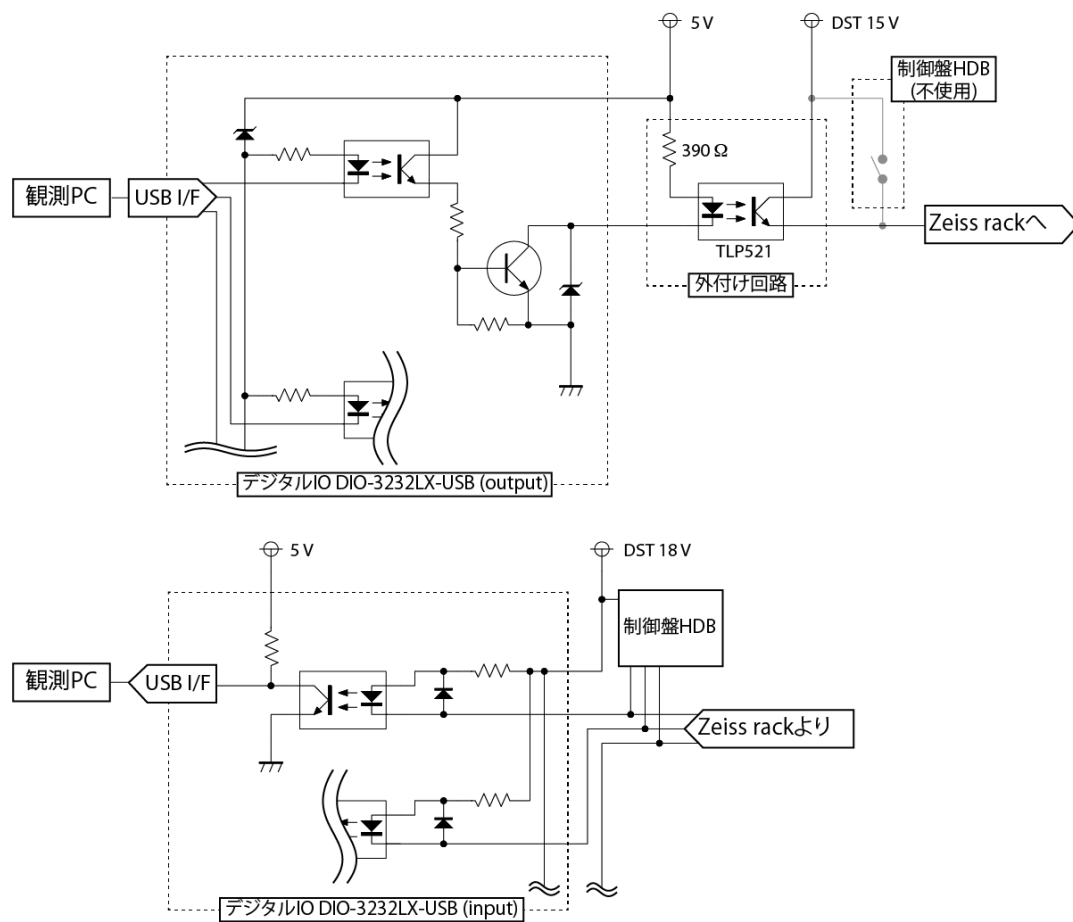 5 V
DST 15 V
制御盤HDB
(不使用)
390 Ω
観測PC
USB I/F
TLP521
Zeiss rackへ
外付け回路
デジタルIO DIO-3232LX-USB (output)
5 V
DST 18 V
制御盤HDB
観測PC
USB I/F
Zeiss rackより
デジタルIO DIO-3232LX-USB (input)